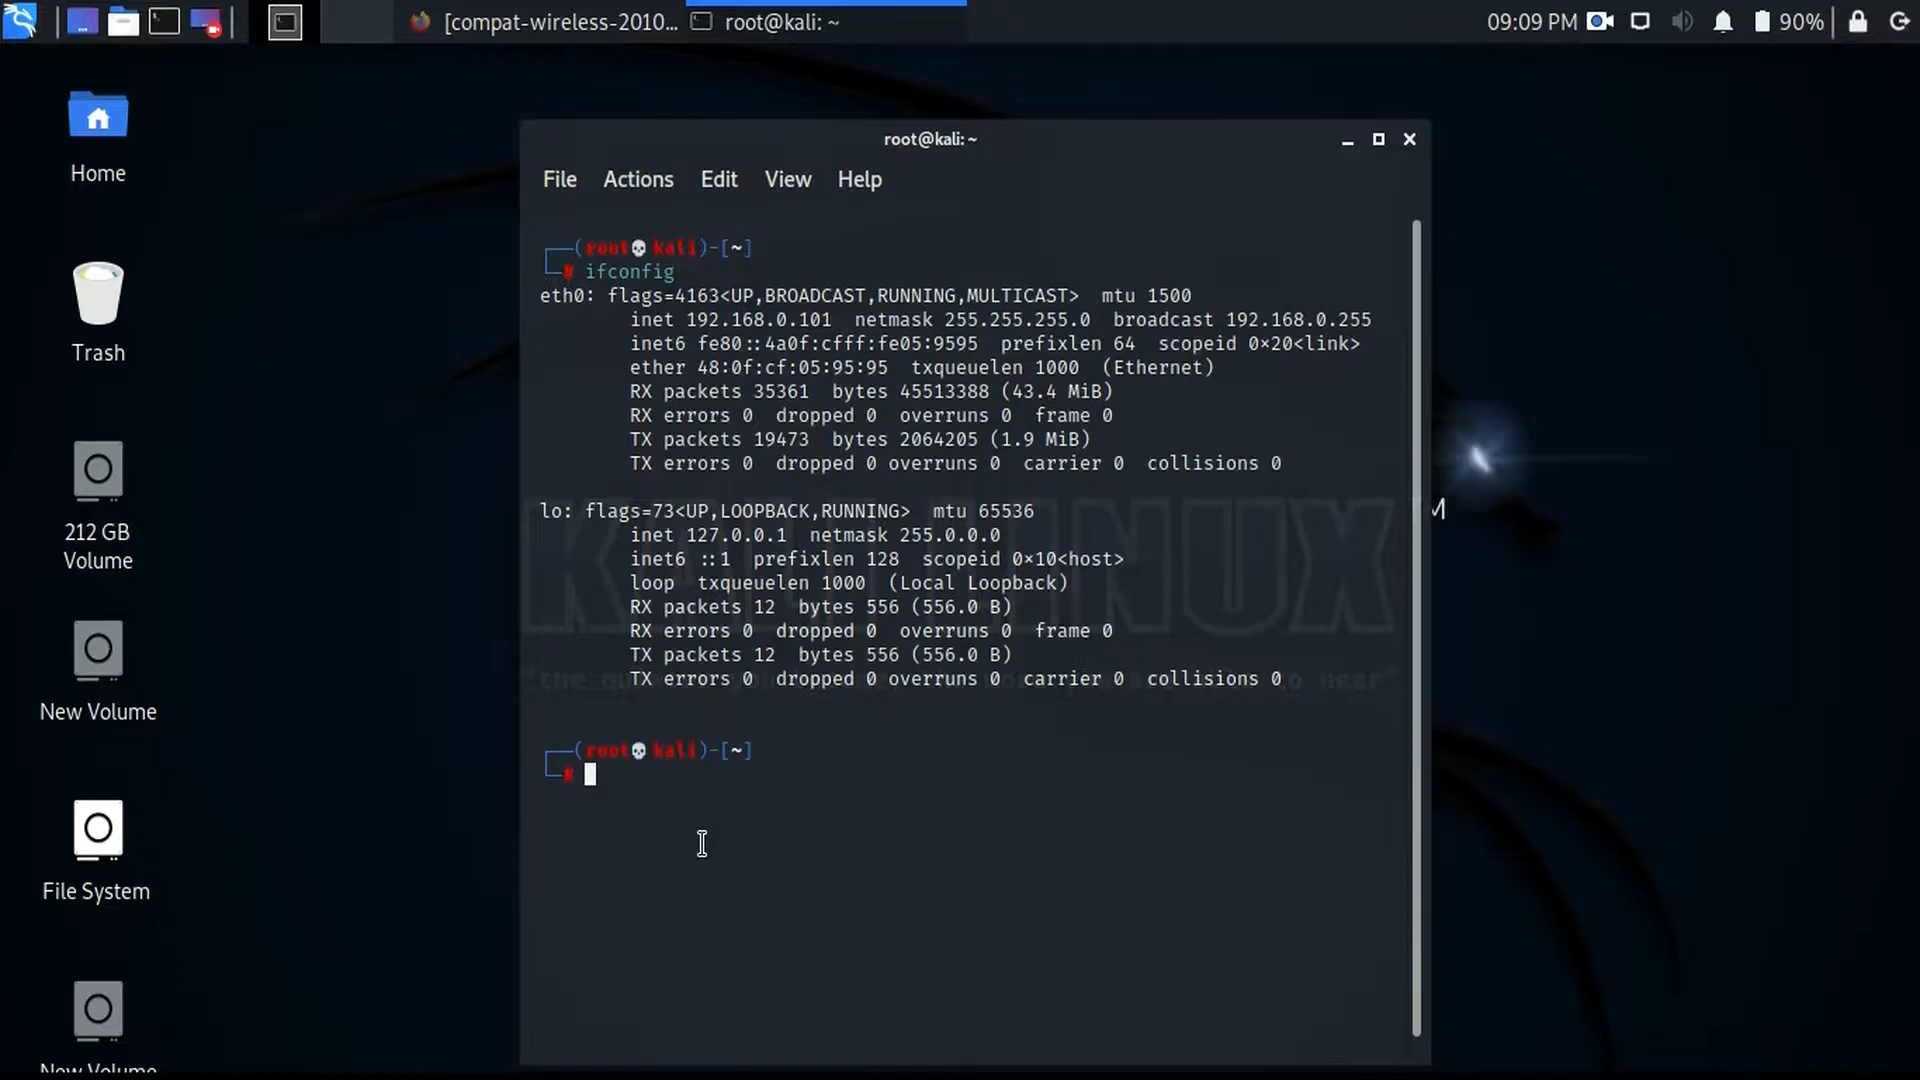 [compat-wireless-2010...
root@kali: ~
09:09 PM
90%
Home
Trash
212 GB
Volume
New Volume
File System
New Volume
root@kali: ~
File Actions Edit View Help
┌──(root💀kali)-[~]
└─# ifconfig
eth0: flags=4163<UP,BROADCAST,RUNNING,MULTICAST>  mtu 1500
inet 192.168.0.101  netmask 255.255.255.0  broadcast 192.168.0.255
inet6 fe80::4a0f:cfff:fe05:9595  prefixlen 64  scopeid 0×20<link>
ether 48:0f:cf:05:95:95  txqueuelen 1000  (Ethernet)
RX packets 35361  bytes 45513388 (43.4 MiB)
RX errors 0  dropped 0  overruns 0  frame 0
TX packets 19473  bytes 2064205 (1.9 MiB)
TX errors 0  dropped 0 overruns 0  carrier 0  collisions 0
lo: flags=73<UP,LOOPBACK,RUNNING>  mtu 65536
inet 127.0.0.1  netmask 255.0.0.0
inet6 ::1  prefixlen 128  scopeid 0×10<host>
loop  txqueuelen 1000  (Local Loopback)
RX packets 12  bytes 556 (556.0 B)
RX errors 0  dropped 0  overruns 0  frame 0
TX packets 12  bytes 556 (556.0 B)
TX errors 0  dropped 0 overruns 0  carrier 0  collisions 0
┌──(root💀kali)-[~]
└─#
KALI LINUX
M